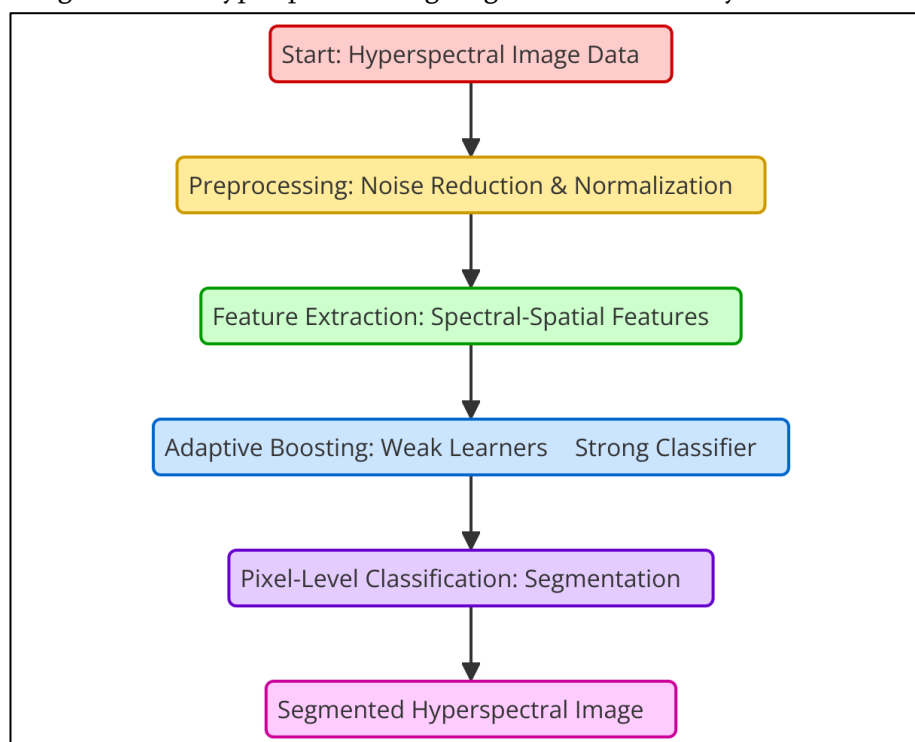 Start: Hyperspectral Image Data
Preprocessing: Noise Reduction & Normalization
Feature Extraction: Spectral-Spatial Features
Adaptive Boosting: Weak Learners Strong Classifier
Pixel-Level Classification: Segmentation
Segmented Hyperspectral Image